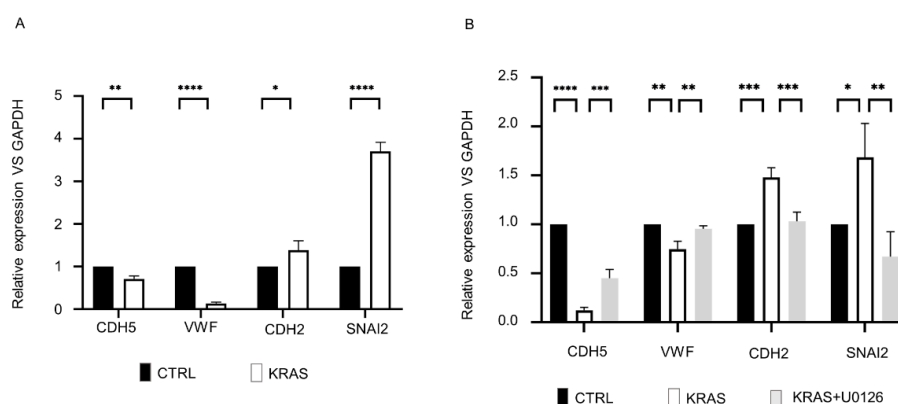 A
Relative expression VS GAPDH
5
4
3
2
1
0
** **** * ****
CDH5 VWF CDH2 SNAI2
CTRL KRAS
B
Relative expression VS GAPDH
2.5
2.0
1.5
1.0
0.5
0.0
**** *** ** ** *** *** * **
CDH5 VWF CDH2 SNAI2
CTRL KRAS KRAS+U0126